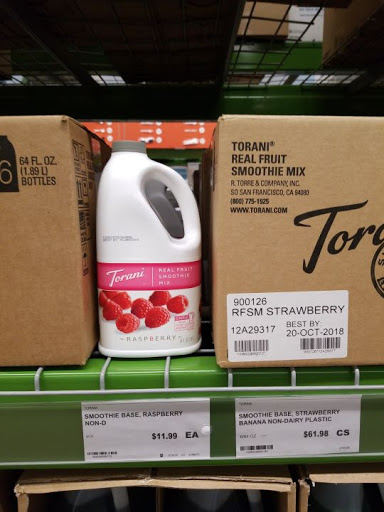 6
64 FL. OZ.
(1.89 L)
BOTTLES
TORANI®
REAL FRUIT
SMOOTHIE MIX
R. TORRE & COMPANY, INC.
SO SAN FRANCISCO, CA 94080
(800) 775-1925
WWW.TORANI.COM
Torani
REAL FRUIT
SMOOTHIE
MIX
RASPBERRY
900126
RFSM STRAWBERRY
12A29317
BEST BY
20-OCT-2018
TORANI
SMOOTHIE BASE, RASPBERRY
NON-D
$11.99 EA
TORANI
SMOOTHIE BASE, STRAWBERRY
BANANA NON-DAIRY PLASTIC
$61.98 CS